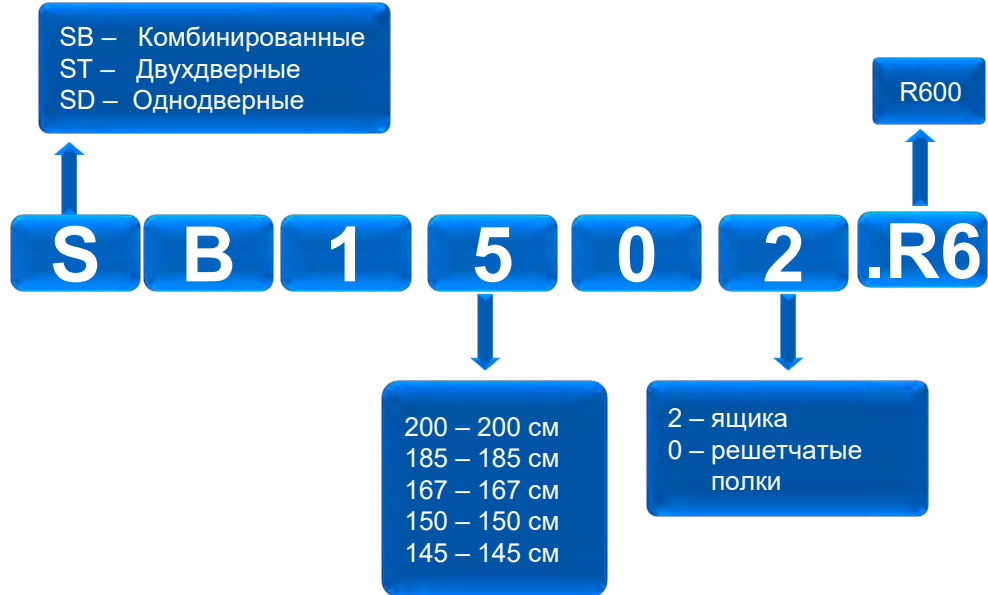 SB – Комбинированные
ST – Двухдверные
SD – Однодверные
R600
S B 1 5 0 2 .R6
200 – 200 см
185 – 185 см
167 – 167 см
150 – 150 см
145 – 145 см
2 – ящика
0 – решетчатые
полки